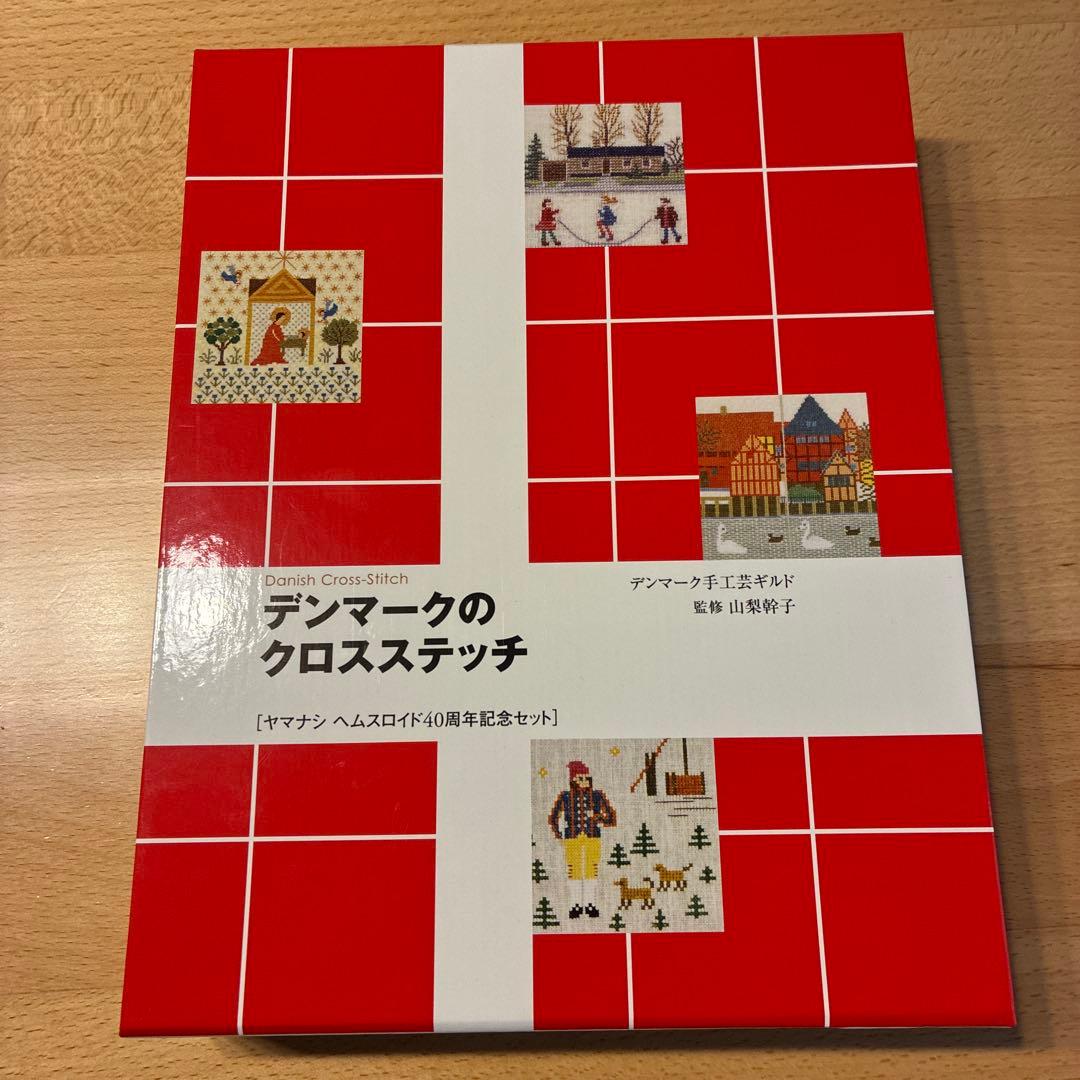 Danish Cross-Stitch
デンマークの
クロスステッチ
[ヤマナシ ヘムスロイド40周年記念セット]
デンマーク手工芸ギルド
監修 山梨幹子